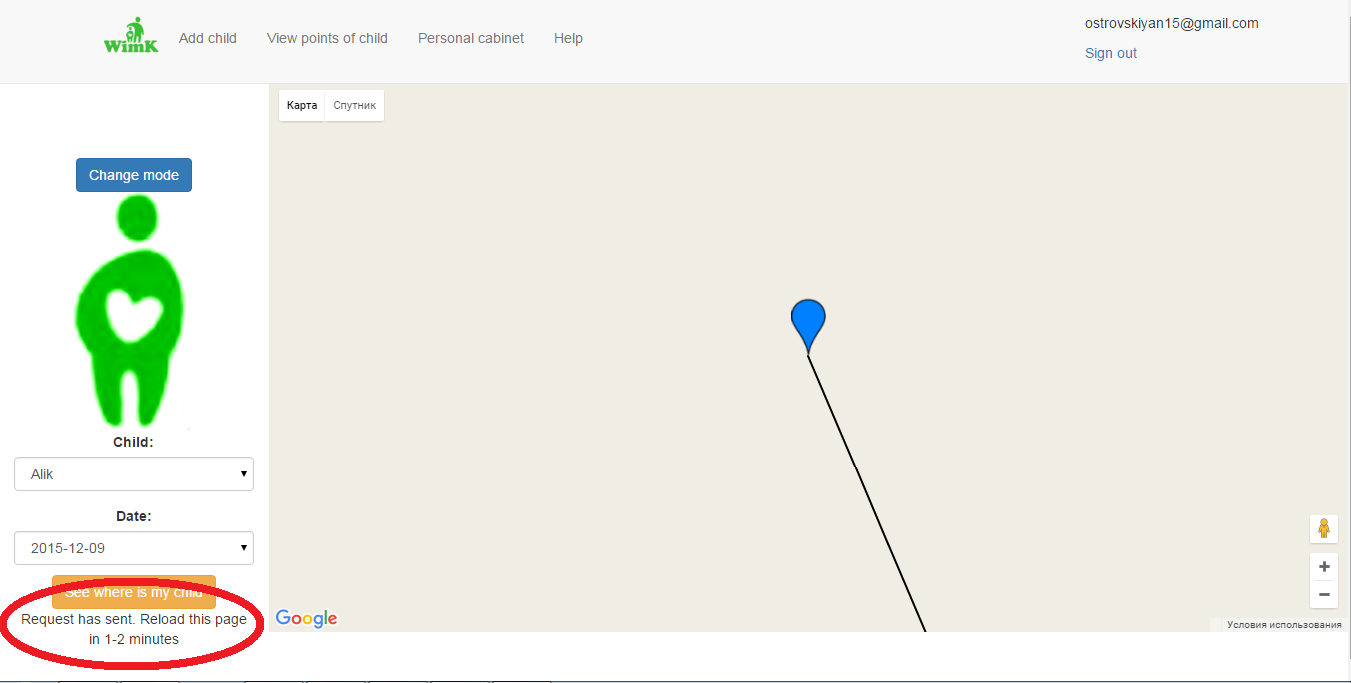 WimK
Add child
View points of child
Personal cabinet
Help
ostrovskiyan15@gmail.com
Sign out
Change mode
Child:
Alik
Date:
2015-12-09
See where is my child
Request has sent. Reload this page
in 1-2 minutes
Карта
Спутник
Google
Условия использования